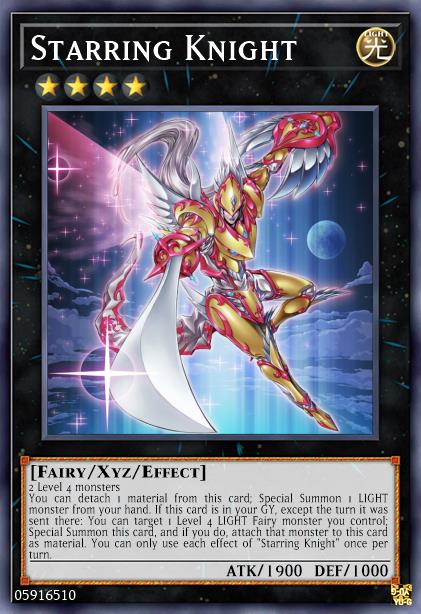 Starring Knight
LIGHT
光
[Fairy/Xyz/Effect]
2 Level 4 monsters
You can detach 1 material from this card; Special Summon 1 LIGHT
monster from your hand. If this card is in your GY, except the turn it was
sent there: You can target 1 Level 4 LIGHT Fairy monster you control;
Special Summon this card, and if you do, attach that monster to this card
as material. You can only use each effect of "Starring Knight" once per
turn.
ATK/1900 DEF/1000
05916510